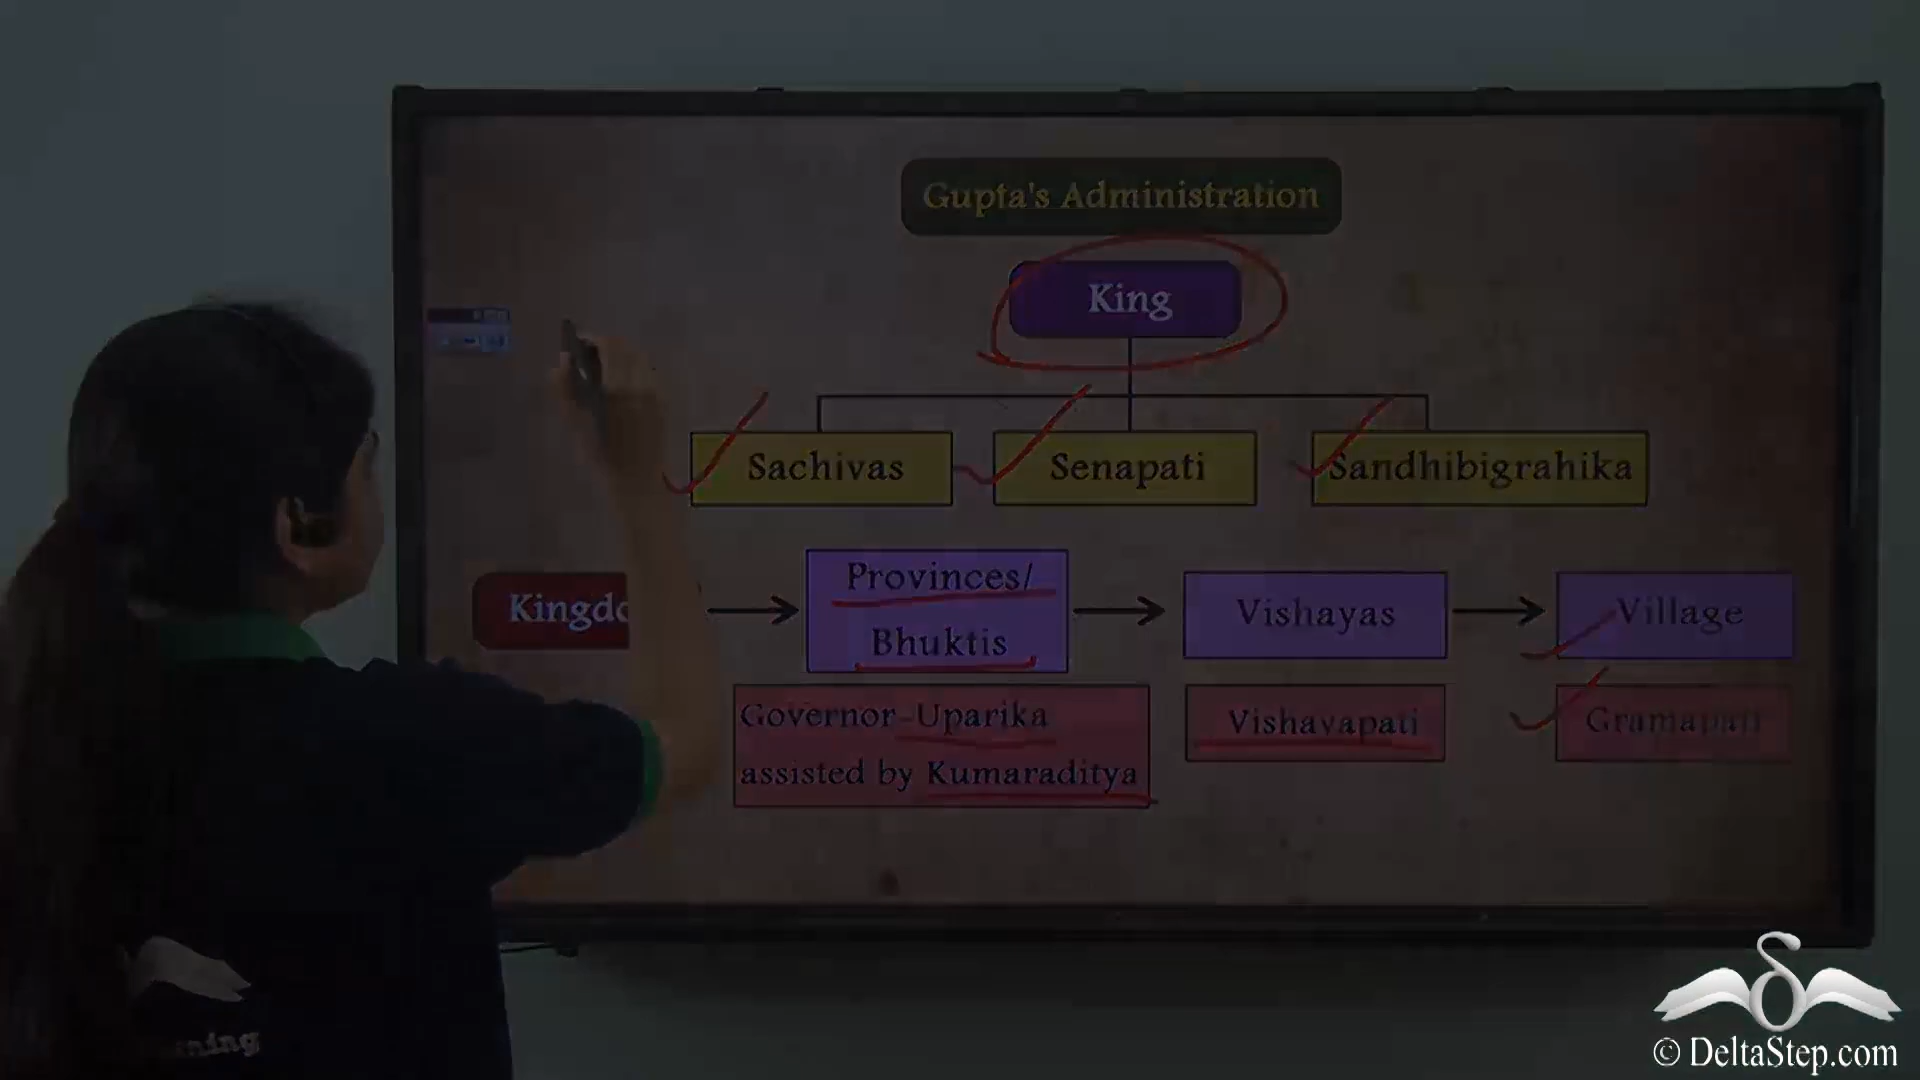 Gupta's Administration
King
Sachivas
Senapati
Sandhibigrahika
Kingdo
Provinces/
Bhuktis
Vishayas
Village
Governor-Uparika
assisted by Kumaraditya
Vishayapati
Gramapati
© DeltaStep.com